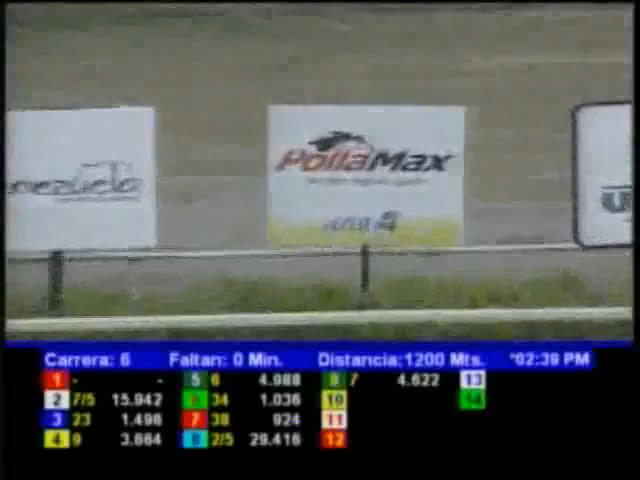 nezuela
PollaMax
Carrera: 6 Faltan: 0 Min. Distancia:1200 Mts. *02:39 PM
1 - - 5 6 4.988 9 7 4.622 13
2 7/5 15.942 6 34 1.036 10 14
3 23 1.496 7 38 924 11
4 9 3.664 8 2/5 29.416 12